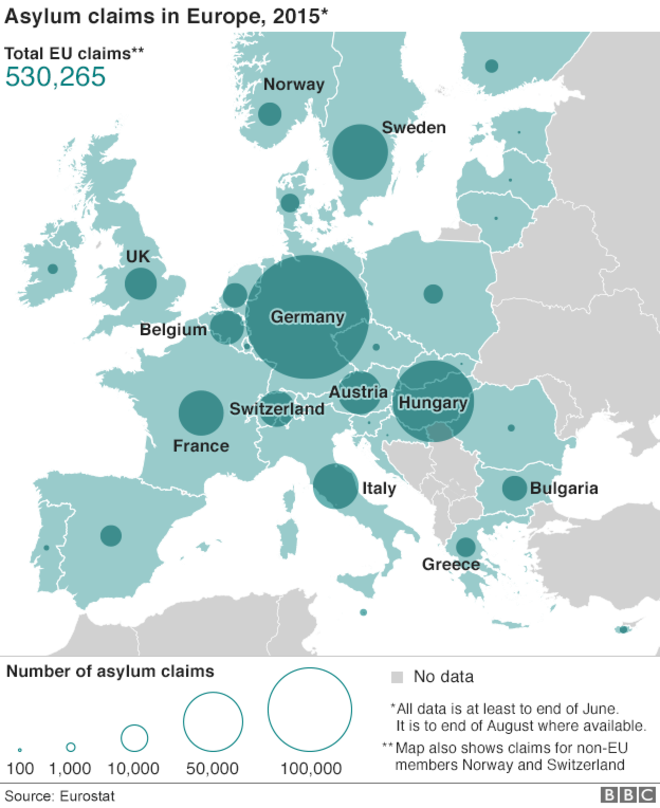 Asylum claims in Europe, 2015*
Total EU claims**
530,265
Norway
Sweden
UK
Germany
Belgium
Austria
Hungary
Switzerland
France
Italy
Bulgaria
Greece
Number of asylum claims
100
1,000
10,000
50,000
100,000
No data
*All data is at least to end of June.
It is to end of August where available.
**Map also shows claims for non-EU
members Norway and Switzerland
Source: Eurostat
BBC